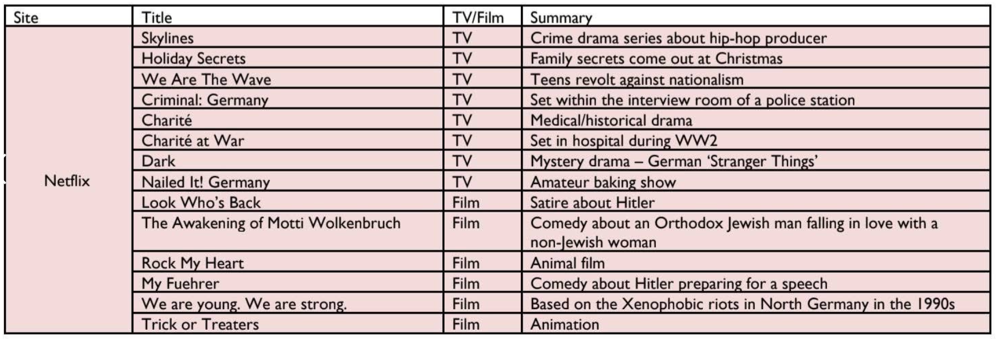 Site Title TV/Film Summary
Skylines TV Crime drama series about hip-hop producer
Holiday Secrets TV Family secrets come out at Christmas
We Are The Wave TV Teens revolt against nationalism
Criminal: Germany TV Set within the interview room of a police station
Charité TV Medical/historical drama
Charité at War TV Set in hospital during WW2
Dark TV Mystery drama – German ‘Stranger Things’
Netflix
Nailed It! Germany TV Amateur baking show
Look Who’s Back Film Satire about Hitler
The Awakening of Motti Wolkenbruch Film Comedy about an Orthodox Jewish man falling in love with a
non-Jewish woman
Rock My Heart Film Animal film
My Fuehrer Film Comedy about Hitler preparing for a speech
We are young. We are strong. Film Based on the Xenophobic riots in North Germany in the 1990s
Trick or Treaters Film Animation